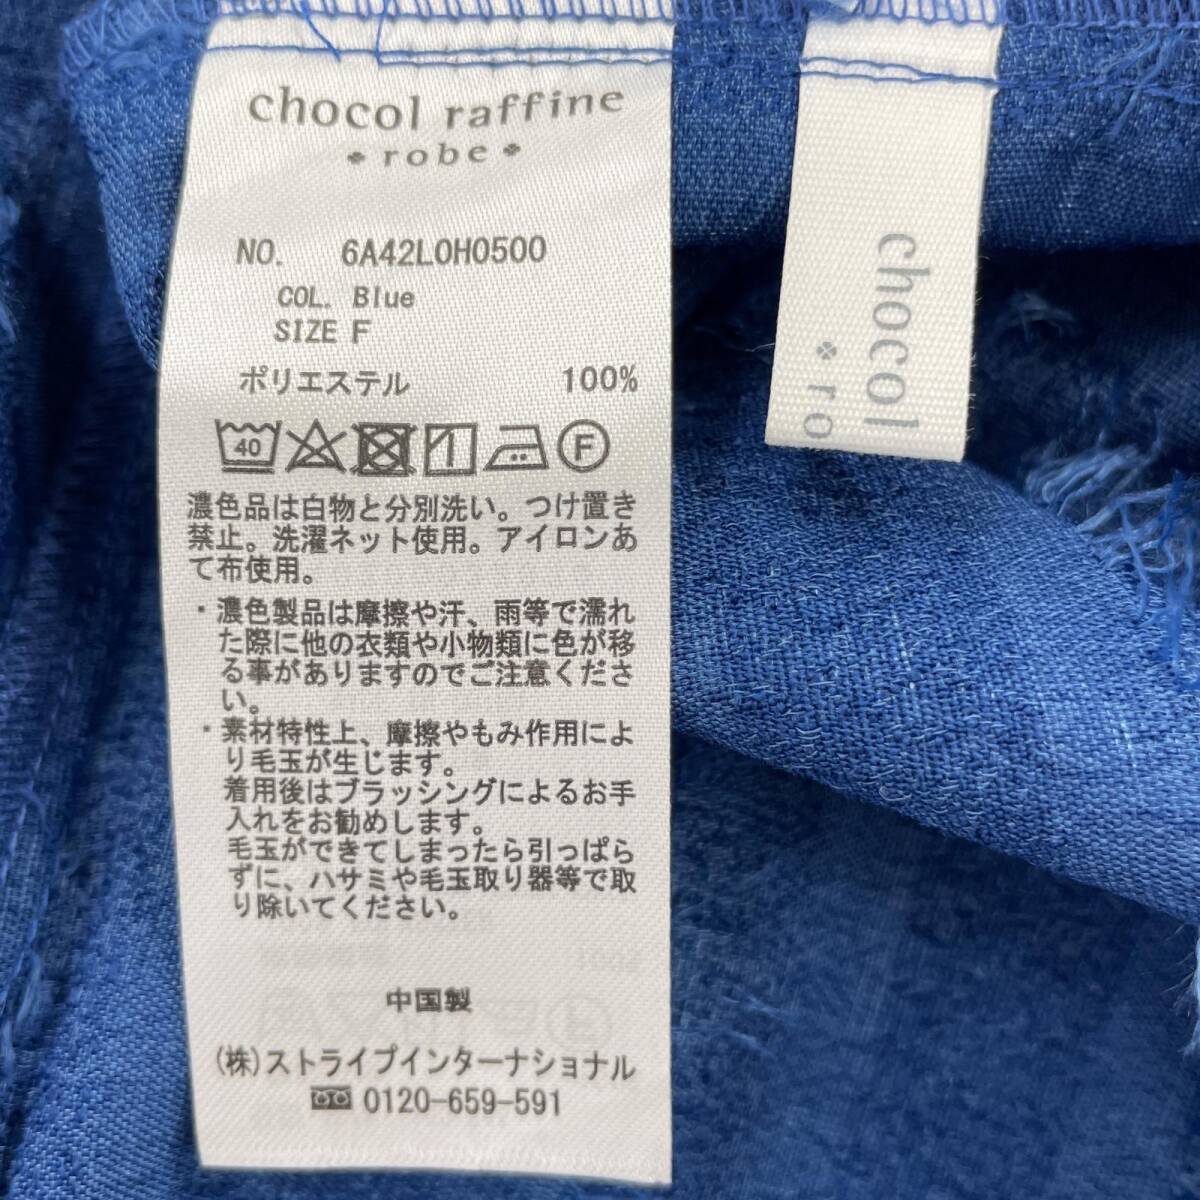 chocol raffine
robe
NO. 6A42L0H0500
COL. Blue
SIZE F
ポリエステル 100%
40
F
濃色品は白物と分別洗い。つけ置き
禁止。洗濯ネット使用。アイロンあ
て布使用。
・濃色製品は摩擦や汗、雨等で濡れ
た際に他の衣類や小物類に色が移
る事がありますのでご注意くださ
い。
・素材特性上、摩擦やもみ作用によ
り毛玉が生じます。
着用後はブラッシングによるお手
入れをお勧めします。
毛玉ができてしまったら引っぱら
ずに、ハサミや毛玉取り器等で取
り除いてください。
中国製
(株)ストライプインターナショナル
0120-659-591
chocol
ro